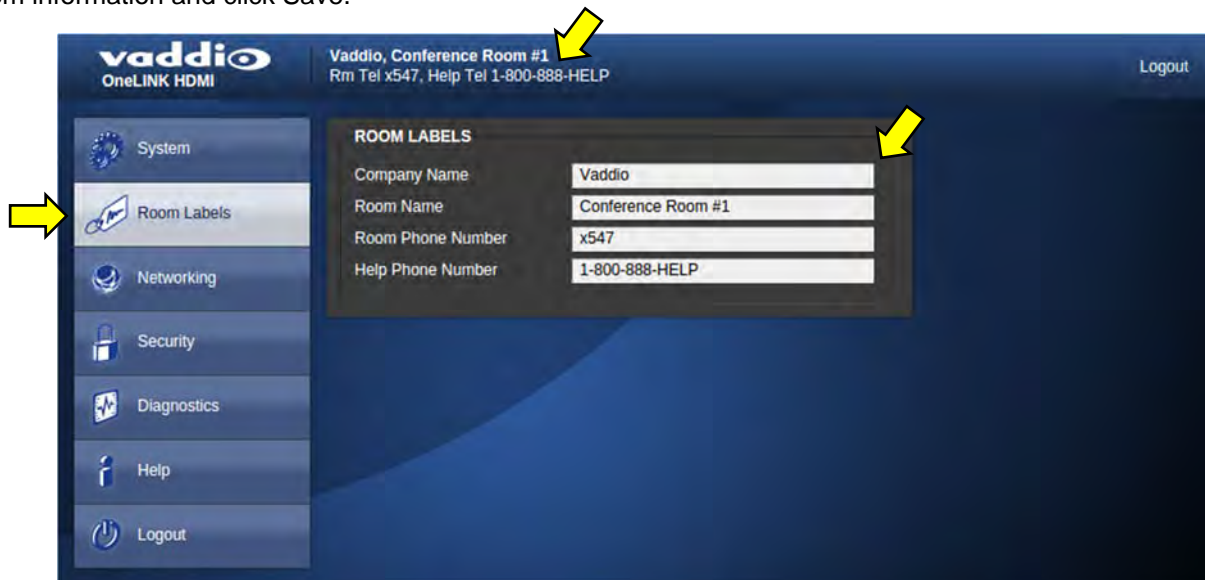 m information and click Save.
vaddio
OneLINK HDMI
Vaddio, Conference Room #1
Rm Tel x547, Help Tel 1-800-888-HELP
Logout
System
Room Labels
Networking
Security
Diagnostics
Help
Logout
ROOM LABELS
Company Name Vaddio
Room Name Conference Room #1
Room Phone Number x547
Help Phone Number 1-800-888-HELP